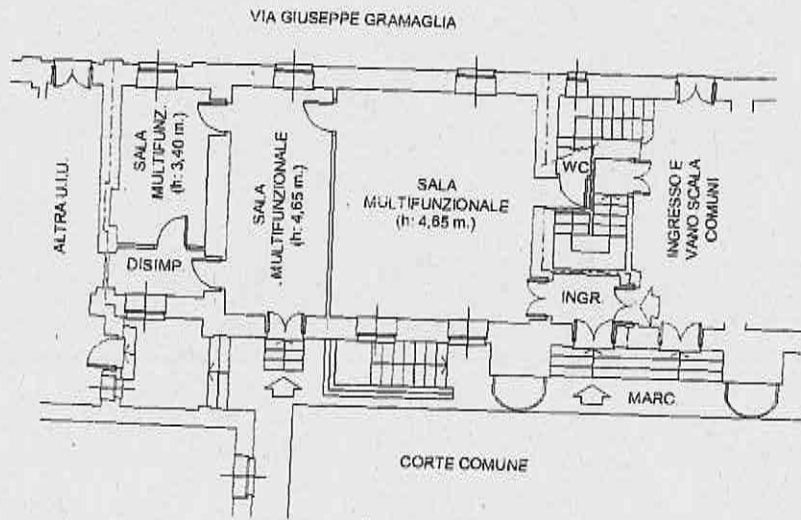 VIA GIUSEPPE GRAMAGLIA
ALTRA U.I.U.
SALA
MULTIFUNZ.
(h: 3,40 m.)
SALA
MULTIFUNZIONALE
(h: 4,65 m.)
SALA
MULTIFUNZIONALE
(h: 4,65 m.)
WC
INGRESSO E
VANO SCALA
COMUNI
DISIMP.
INGR.
MARC.
CORTE COMUNE